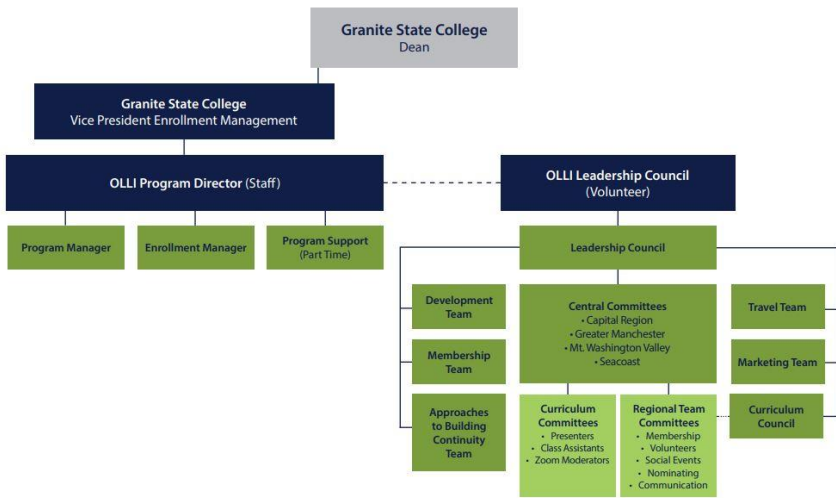 Granite State College
Dean
Granite State College
Vice President Enrollment Management
OLLI Program Director (Staff)
OLLI Leadership Council
(Volunteer)
Program Manager
Enrollment Manager
Program Support
(Part Time)
Leadership Council
Development
Team
Membership
Team
Approaches
to Building
Continuity
Team
Central Committees
• Capital Region
• Greater Manchester
• Mt. Washington Valley
• Seacoast
Travel Team
Marketing Team
Curriculum
Council
Curriculum
Committees
• Presenters
• Class Assistants
• Zoom Moderators
Regional Team
Committees
• Membership
• Volunteers
• Social Events
• Nominating
• Communication